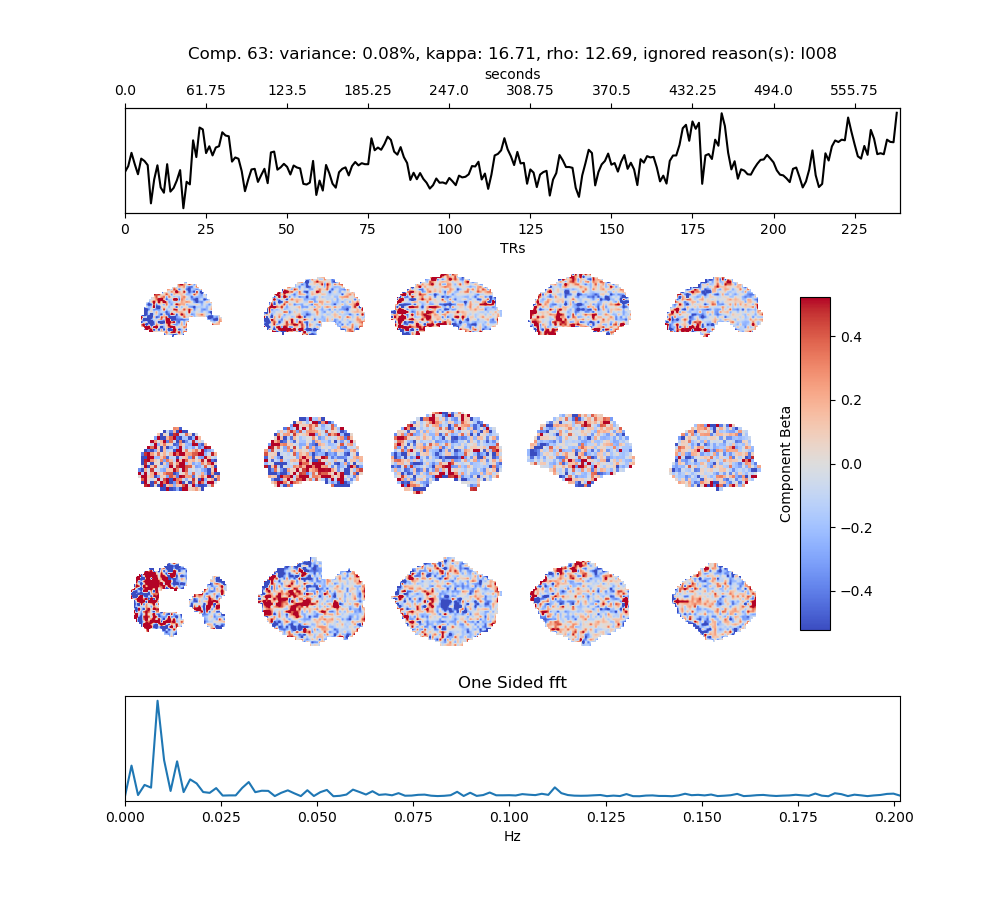 Comp. 63: variance: 0.08%, kappa: 16.71, rho: 12.69, ignored reason(s): I008
seconds
0.0 61.75 123.5 185.25 247.0 308.75 370.5 432.25 494.0 555.75
0 25 50 75 100 125 150 175 200 225
TRs
0.4
0.2
0.0
−0.2
−0.4
Component Beta
One Sided fft
0.000 0.025 0.050 0.075 0.100 0.125 0.150 0.175 0.200
Hz